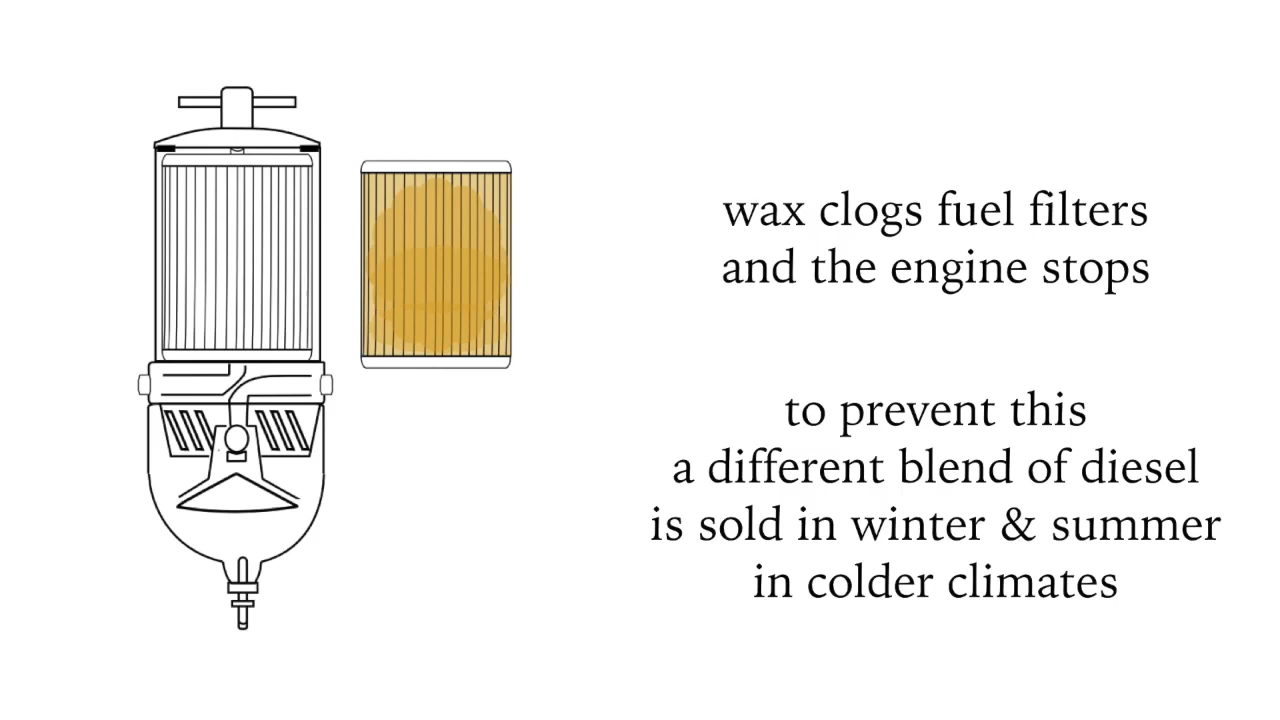 wax clogs fuel filters
and the engine stops
to prevent this
a different blend of diesel
is sold in winter & summer
in colder climates